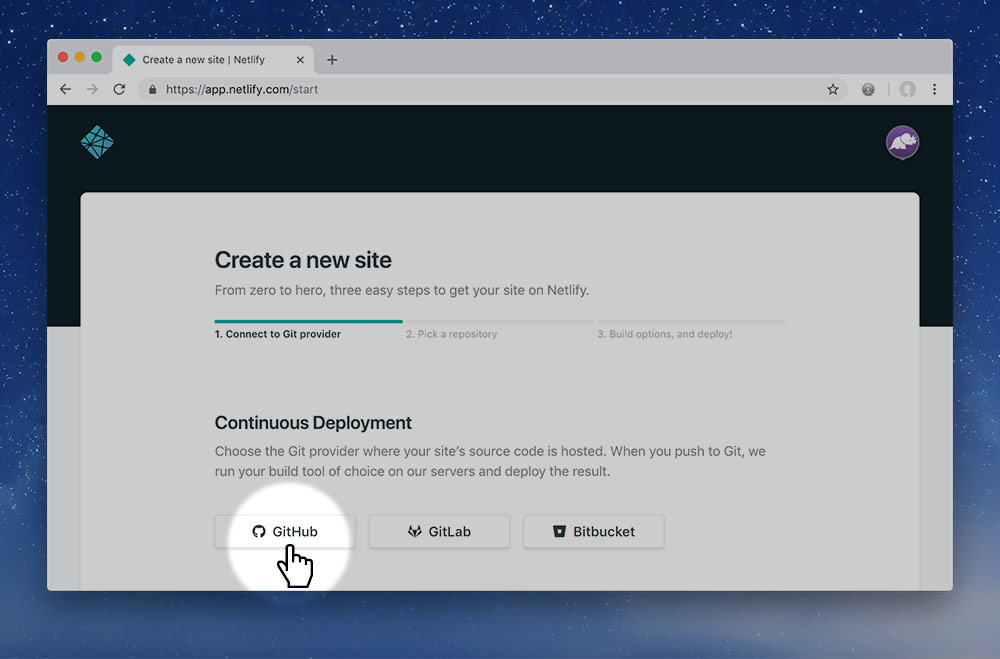 Create a new site | Netlify
https://app.netlify.com/start
Create a new site
From zero to hero, three easy steps to get your site on Netlify.
1. Connect to Git provider
2. Pick a repository
3. Build options, and deploy!
Continuous Deployment
Choose the Git provider where your site's source code is hosted. When you push to Git, we
run your build tool of choice on our servers and deploy the result.
GitHub
GitLab
Bitbucket